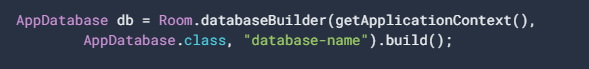 AppDatabase db = Room.databaseBuilder(getApplicationContext(),
        AppDatabase.class, "database-name").build();